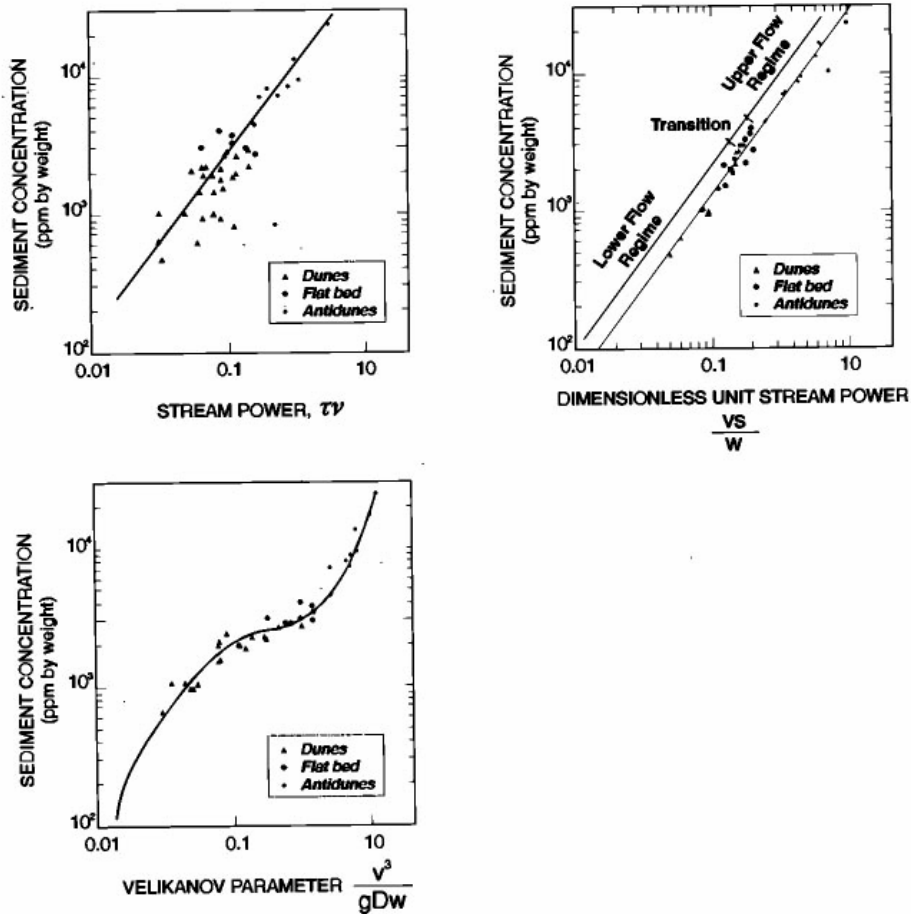 SEDIMENT CONCENTRATION
(ppm by weight)
10⁴
10³
10²
0.01
0.1
10
Dunes
Flat bed
Antidunes
STREAM POWER, τν
SEDIMENT CONCENTRATION
(ppm by weight)
10⁴
10³
10²
0.01
0.1
10
Upper Flow
Regime
Transition
Lower Flow
Regime
Dunes
Flat bed
Antidunes
DIMENSIONLESS UNIT STREAM POWER
VS
W
SEDIMENT CONCENTRATION
(ppm by weight)
10⁴
10³
10²
0.01
0.1
10
Dunes
Flat bed
Antidunes
VELIKANOV PARAMETER v³
gDw